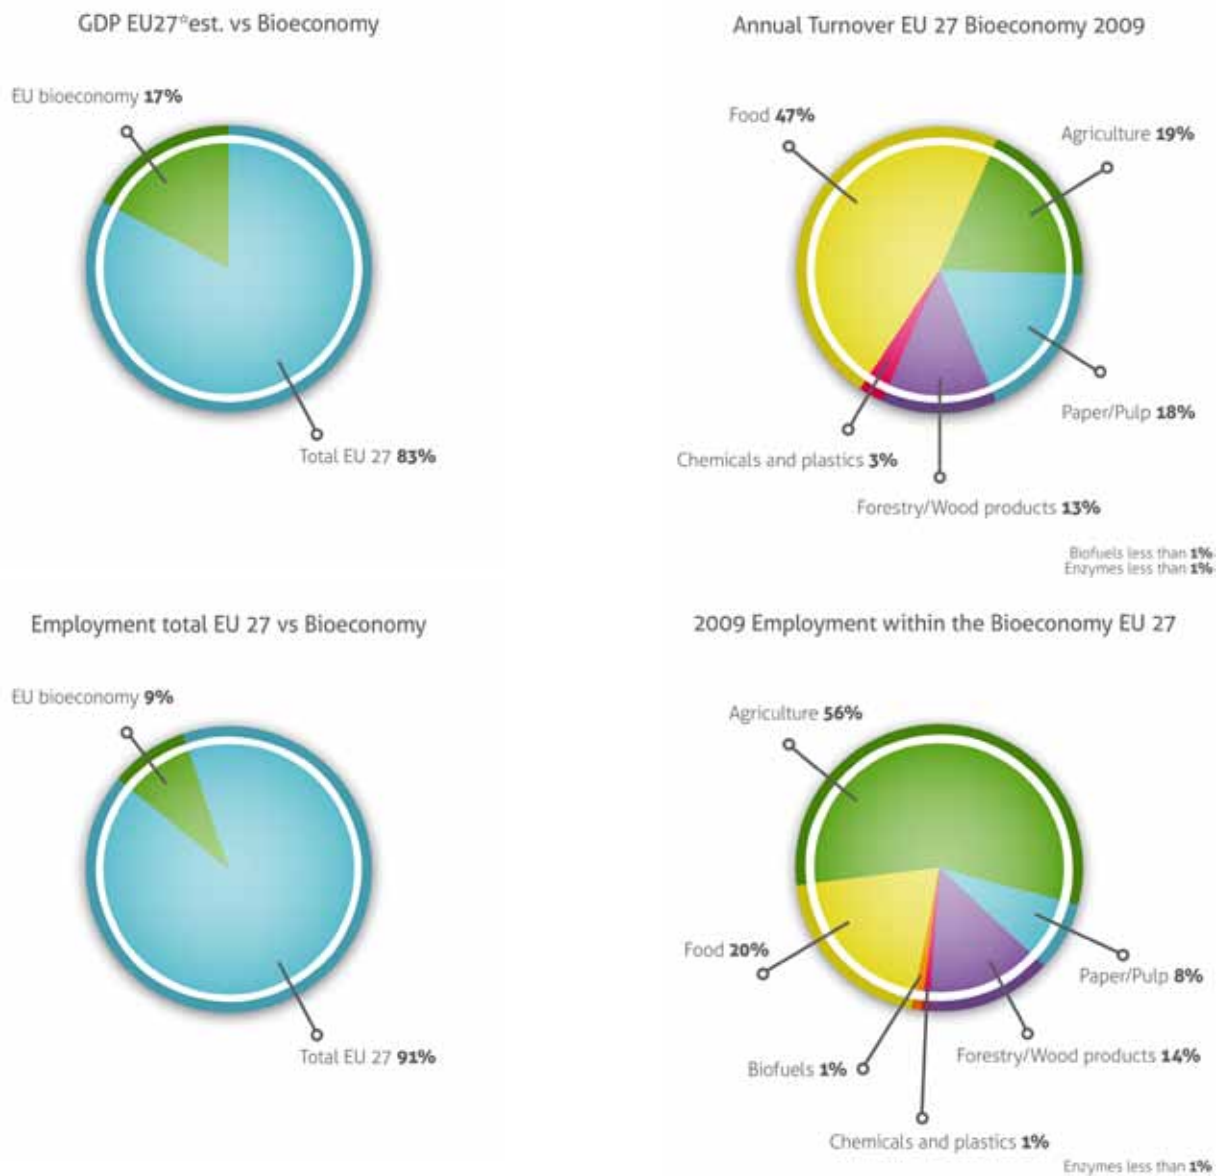 GDP EU27*est. vs Bioeconomy
EU bioeconomy 17%
Total EU 27 83%
Annual Turnover EU 27 Bioeconomy 2009
Food 47%
Agriculture 19%
Paper/Pulp 18%
Chemicals and plastics 3%
Forestry/Wood products 13%
Biofuels less than 1%
Enzymes less than 1%
Employment total EU 27 vs Bioeconomy
EU bioeconomy 9%
Total EU 27 91%
2009 Employment within the Bioeconomy EU 27
Agriculture 56%
Food 20%
Paper/Pulp 8%
Forestry/Wood products 14%
Biofuels 1%
Chemicals and plastics 1%
Enzymes less than 1%